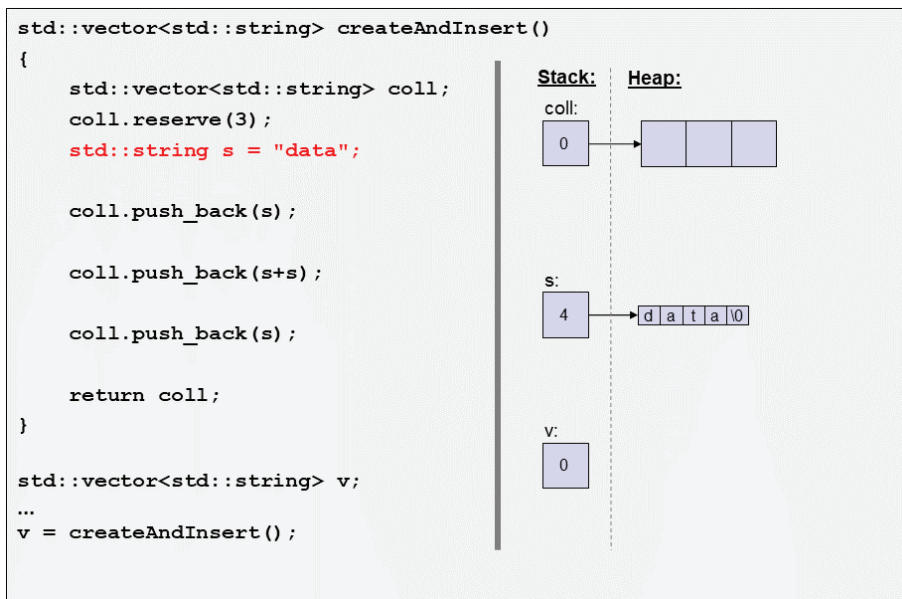 std::vector<std::string> createAndInsert()
{
std::vector<std::string> coll;
coll.reserve(3);
std::string s = "data";
coll.push_back(s);
coll.push_back(s+s);
coll.push_back(s);
return coll;
}
std::vector<std::string> v;
...
v = createAndInsert();
Stack: Heap:
coll:
0
s:
4 d a t a \0
v:
0